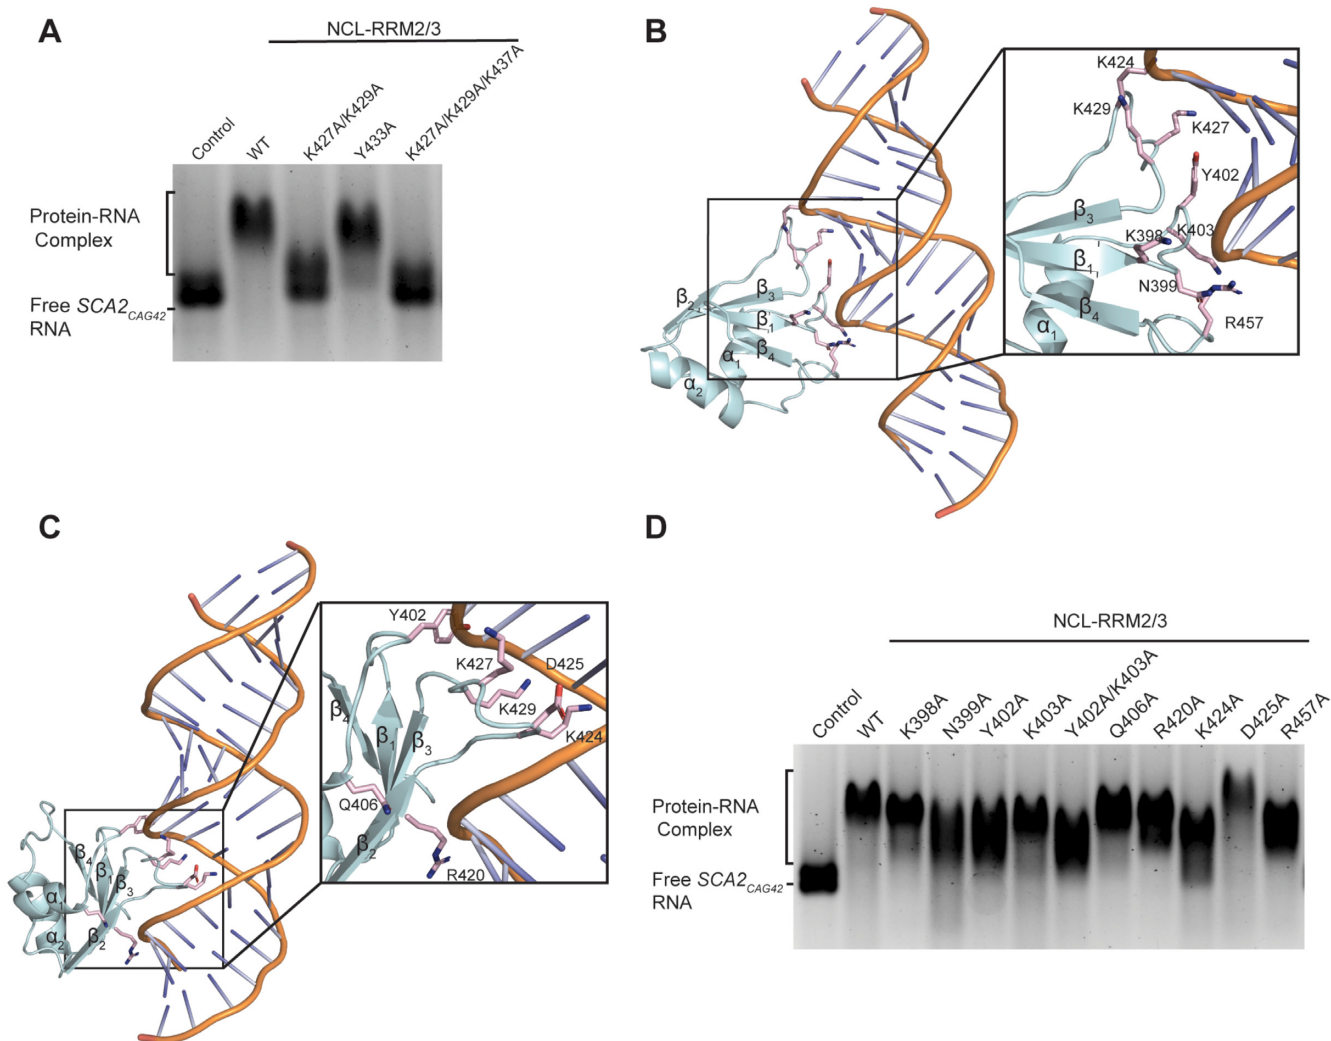 A
NCL-RRM2/3
Control
WT
K427A/K429A
Y433A
K427A/K429A/K437A
Protein-RNA
Complex
Free SCA2CAG42
RNA
B
β2
β3
β1
β4
α1
α2
K424
K429
K427
Y402
β3
K398
K403
β1
N399
β4
α1
R457
C
β4
β1
β3
α1
α2
β2
Y402
K427
D425
K429
K424
β4
β1
β3
Q406
β2
R420
D
NCL-RRM2/3
Control
WT
K398A
N399A
Y402A
K403A
Y402A/K403A
Q406A
R420A
K424A
D425A
R457A
Protein-RNA
Complex
Free SCA2CAG42
RNA